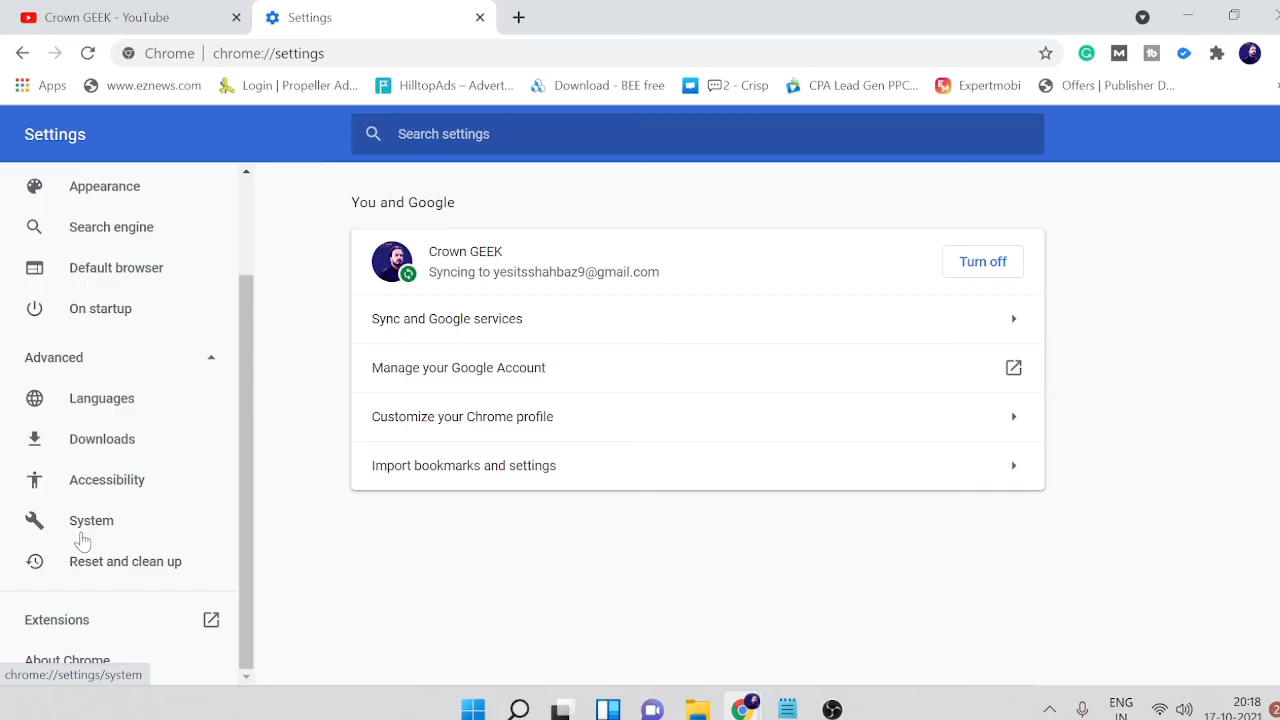 Crown GEEK - YouTube
Settings
Chrome | chrome://settings
Apps
www.eznews.com
Login | Propeller Ad...
HilltopAds – Advert...
Download - BEE free
2 - Crisp
CPA Lead Gen PPC...
Expertmobi
Offers | Publisher D...
Settings
Search settings
Appearance
Search engine
Default browser
On startup
Advanced
Languages
Downloads
Accessibility
System
Reset and clean up
Extensions
About Chrome
chrome://settings/system
You and Google
Crown GEEK
Syncing to yesitsshahbaz9@gmail.com
Turn off
Sync and Google services
Manage your Google Account
Customize your Chrome profile
Import bookmarks and settings
ENG
IN
20:18
17-10-2021
2